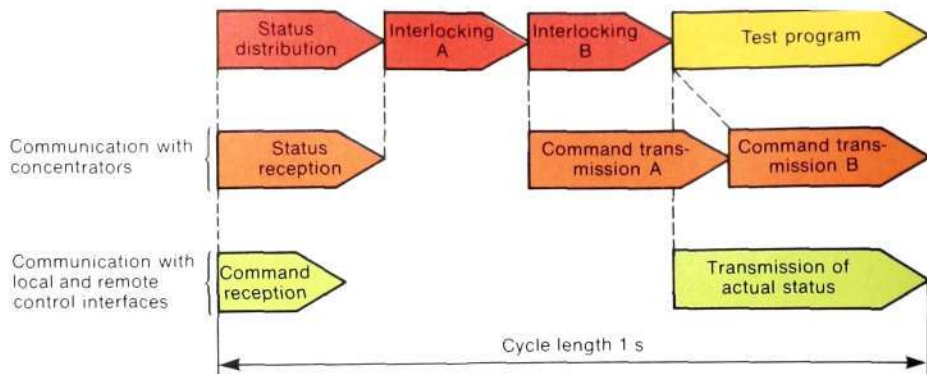 Status
distribution
Interlocking
A
Interlocking
B
Test program
Communication with
concentrators
Status
reception
Command trans-
mission A
Command trans-
mission B
Communication with
local and remote
control interfaces
Command
reception
Transmission of
actual status
Cycle length 1 s